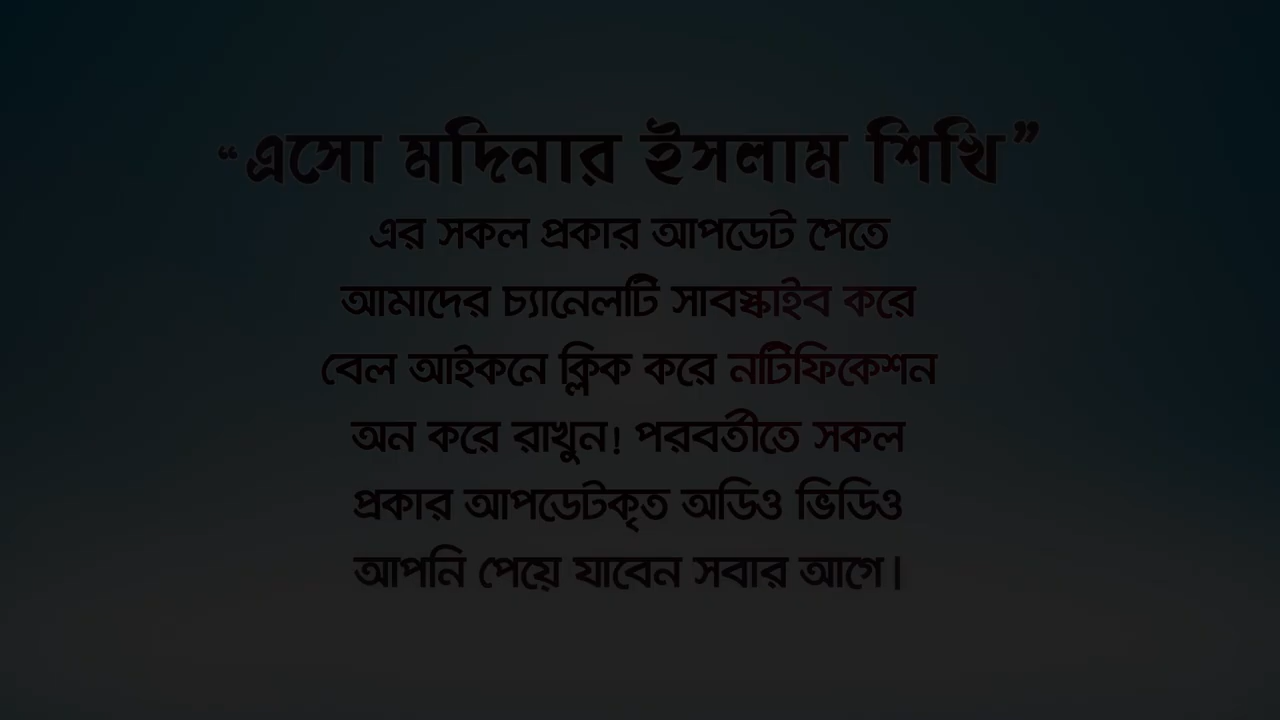 “এসো মদিনার ইসলাম শিখি”
এর সকল প্রকার আপডেট পেতে
আমাদের চ্যানেলটি সাবস্কাইব করে
বেল আইকনে ক্লিক করে নটিফিকেশন
অন করে রাখুন! পরবর্তীতে সকল
প্রকার আপডেটকৃত অডিও ভিডিও
আপনি পেয়ে যাবেন সবার আগে।